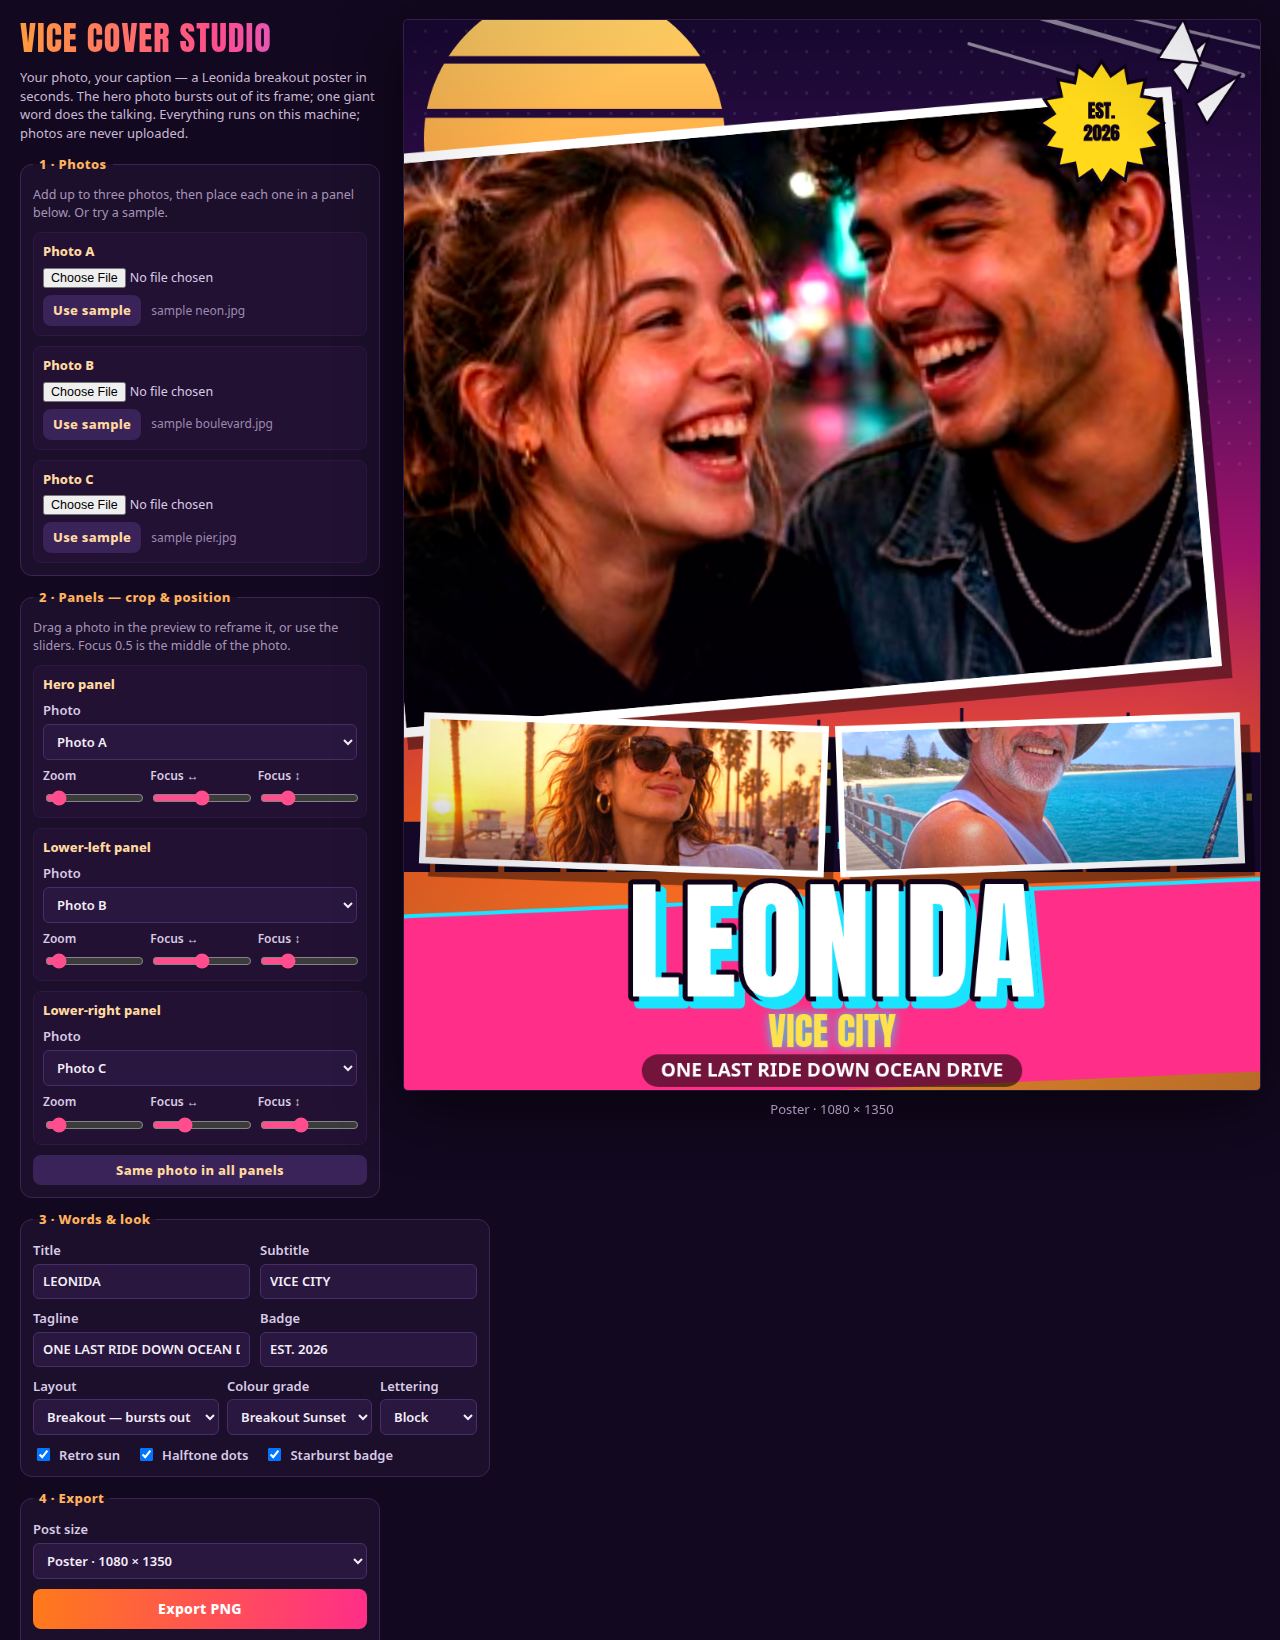 VICE COVER STUDIO
Your photo, your caption — a Leonida breakout poster in
seconds. The hero photo bursts out of its frame; one giant
word does the talking. Everything runs on this machine;
photos are never uploaded.
1 · Photos
Add up to three photos, then place each one in a panel
below. Or try a sample.
Photo A
Choose File No file chosen
Use sample sample neon.jpg
Photo B
Choose File No file chosen
Use sample sample boulevard.jpg
Photo C
Choose File No file chosen
Use sample sample pier.jpg
2 · Panels — crop & position
Drag a photo in the preview to reframe it, or use the
sliders. Focus 0.5 is the middle of the photo.
Hero panel
Photo
Photo A
Zoom Focus ↔ Focus ↕
Lower-left panel
Photo
Photo B
Zoom Focus ↔ Focus ↕
Lower-right panel
Photo
Photo C
Zoom Focus ↔ Focus ↕
Same photo in all panels
3 · Words & look
Title Subtitle
LEONIDA VICE CITY
Tagline Badge
ONE LAST RIDE DOWN OCEAN D EST. 2026
Layout Colour grade Lettering
Breakout — bursts out Breakout Sunset Block
Retro sun Halftone dots Starburst badge
4 · Export
Post size
Poster · 1080 × 1350
Export PNG
EST.
2026
LEONIDA
VICE CITY
ONE LAST RIDE DOWN OCEAN DRIVE
Poster · 1080 × 1350